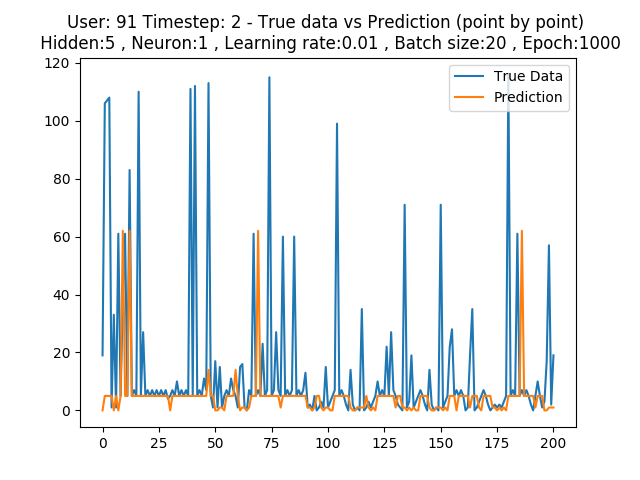 User: 91 Timestep: 2 - True data vs Prediction (point by point)
Hidden:5 , Neuron:1 , Learning rate:0.01 , Batch size:20 , Epoch:1000
120
100
80
60
40
20
0
True Data
Prediction
0 25 50 75 100 125 150 175 200